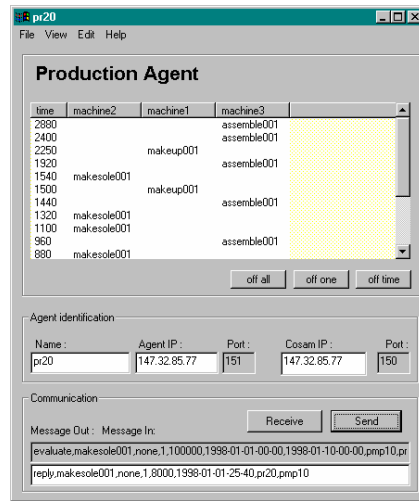 pr20
File View Edit Help
Production Agent
time machine2 machine1 machine3
2880 assemble001
2400 assemble001
2250 makeup001
1920 assemble001
1540 makesole001
1500 makeup001
1440 assemble001
1320 makesole001
1100 makesole001
960 assemble001
880 makesole001
off all off one off time
Agent identification
Name : Agent IP : Port : Cosam IP : Port :
pr20 147.32.85.77 151 147.32.85.77 150
Communication
Receive Send
Message Out : Message In:
evaluate,makesole001,none,1,100000,1998-01-01-00-00,1998-01-10-00-00,pmp10,pr
reply,makesole001,none,1,8000,1998-01-01-25-40,pr20,pmp10